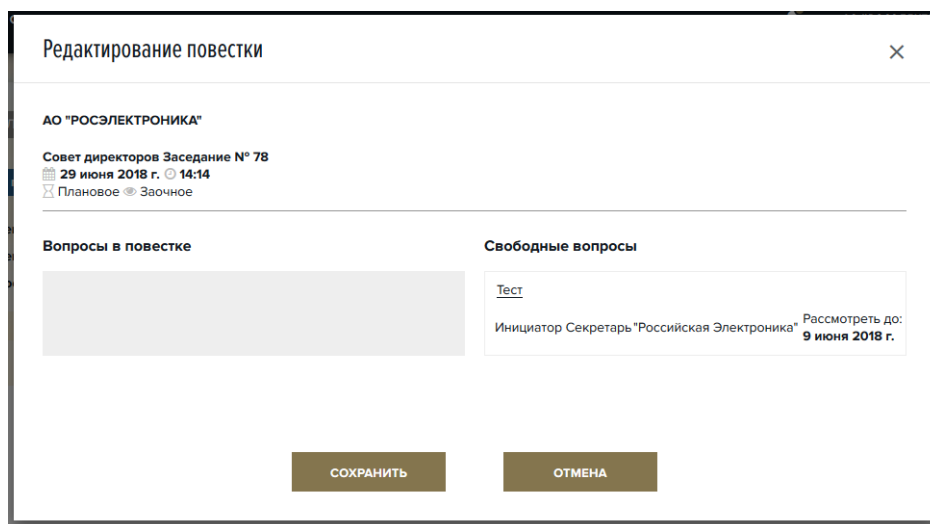 Редактирование повестки
АО "РОСЭЛЕКТРОНИКА"
Совет директоров Заседание № 78
29 июня 2018 г. 14:14
Плановое Заочное
Вопросы в повестке
Свободные вопросы
Тест
Инициатор Секретарь "Российская Электроника"
Рассмотреть до:
9 июня 2018 г.
СОХРАНИТЬ
ОТМЕНА